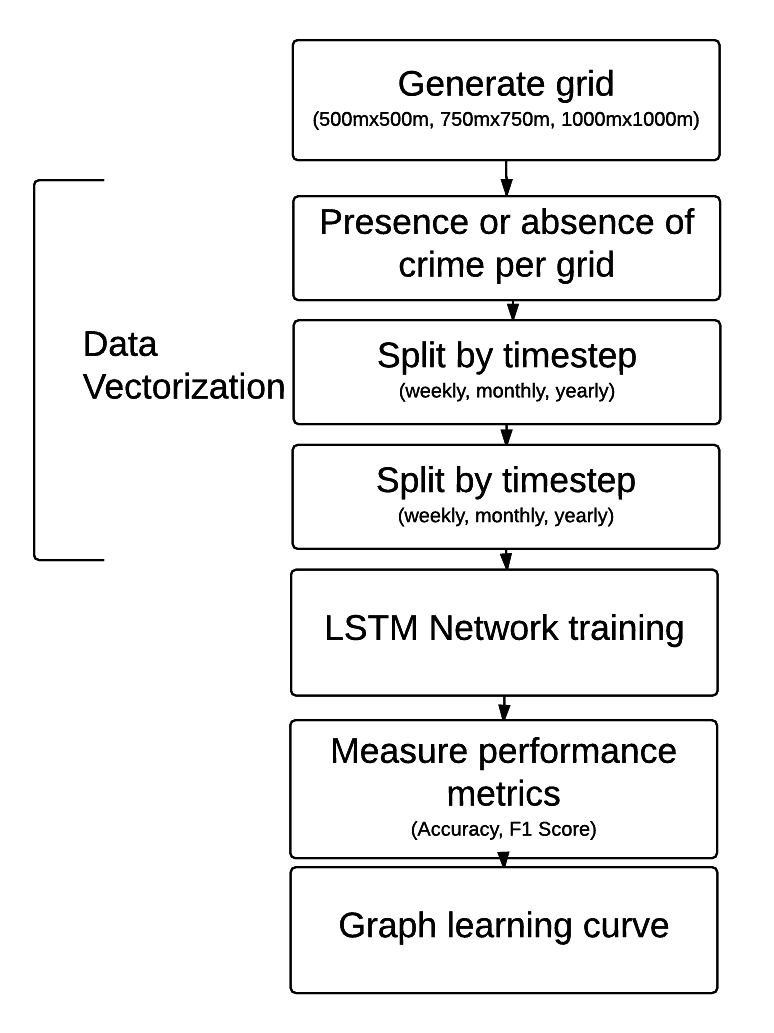 Generate grid
(500mx500m, 750mx750m, 1000mx1000m)
Presence or absence of
crime per grid
Data
Vectorization
Split by timestep
(weekly, monthly, yearly)
Split by timestep
(weekly, monthly, yearly)
LSTM Network training
Measure performance
metrics
(Accuracy, F1 Score)
Graph learning curve